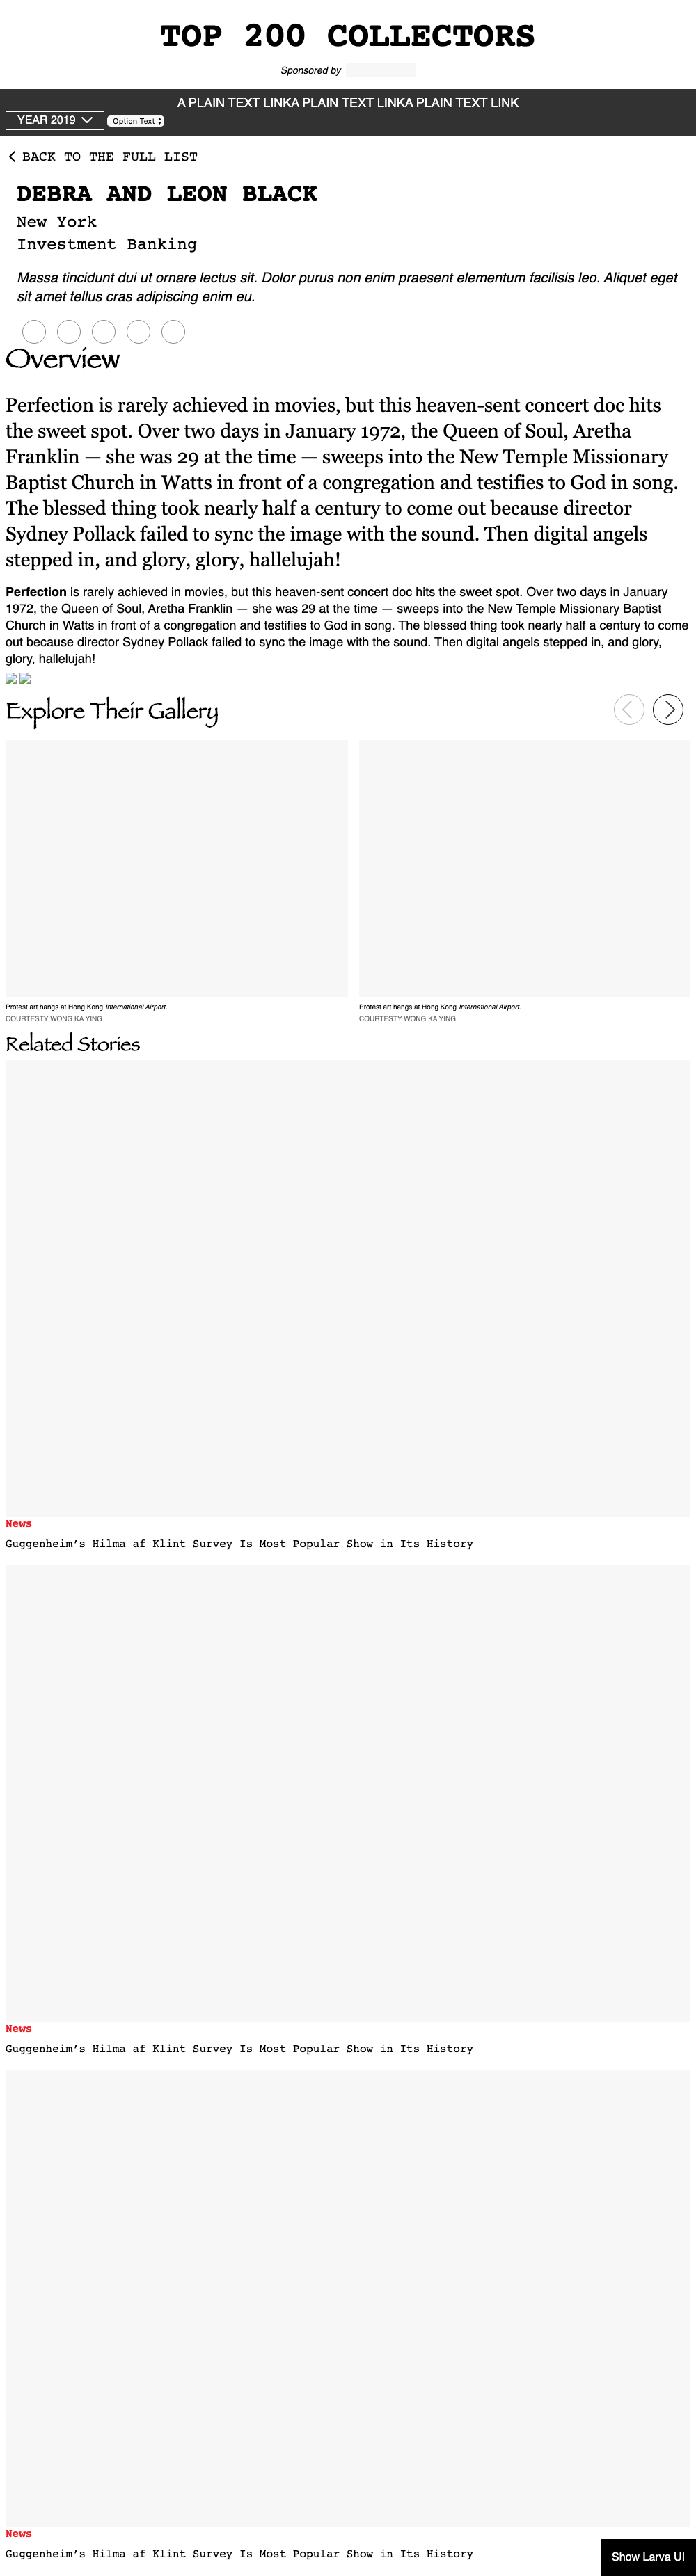 TOP 200 COLLECTORS
Sponsored by
A PLAIN TEXT LINKA PLAIN TEXT LINKA PLAIN TEXT LINK
YEAR 2019
Option Text
BACK TO THE FULL LIST
DEBRA AND LEON BLACK
New York
Investment Banking
Massa tincidunt dui ut ornare lectus sit. Dolor purus non enim praesent elementum facilisis leo. Aliquet eget
sit amet tellus cras adipiscing enim eu.
Overview
Perfection is rarely achieved in movies, but this heaven-sent concert doc hits
the sweet spot. Over two days in January 1972, the Queen of Soul, Aretha
Franklin — she was 29 at the time — sweeps into the New Temple Missionary
Baptist Church in Watts in front of a congregation and testifies to God in song.
The blessed thing took nearly half a century to come out because director
Sydney Pollack failed to sync the image with the sound. Then digital angels
stepped in, and glory, glory, hallelujah!
Perfection is rarely achieved in movies, but this heaven-sent concert doc hits the sweet spot. Over two days in January
1972, the Queen of Soul, Aretha Franklin — she was 29 at the time — sweeps into the New Temple Missionary Baptist
Church in Watts in front of a congregation and testifies to God in song. The blessed thing took nearly half a century to come
out because director Sydney Pollack failed to sync the image with the sound. Then digital angels stepped in, and glory,
glory, hallelujah!
Explore Their Gallery
Protest art hangs at Hong Kong International Airport.
COURTESTY WONG KA YING
Protest art hangs at Hong Kong International Airport.
COURTESTY WONG KA YING
Related Stories
News
Guggenheim’s Hilma af Klint Survey Is Most Popular Show in Its History
News
Guggenheim’s Hilma af Klint Survey Is Most Popular Show in Its History
News
Guggenheim’s Hilma af Klint Survey Is Most Popular Show in Its History
Show Larva UI